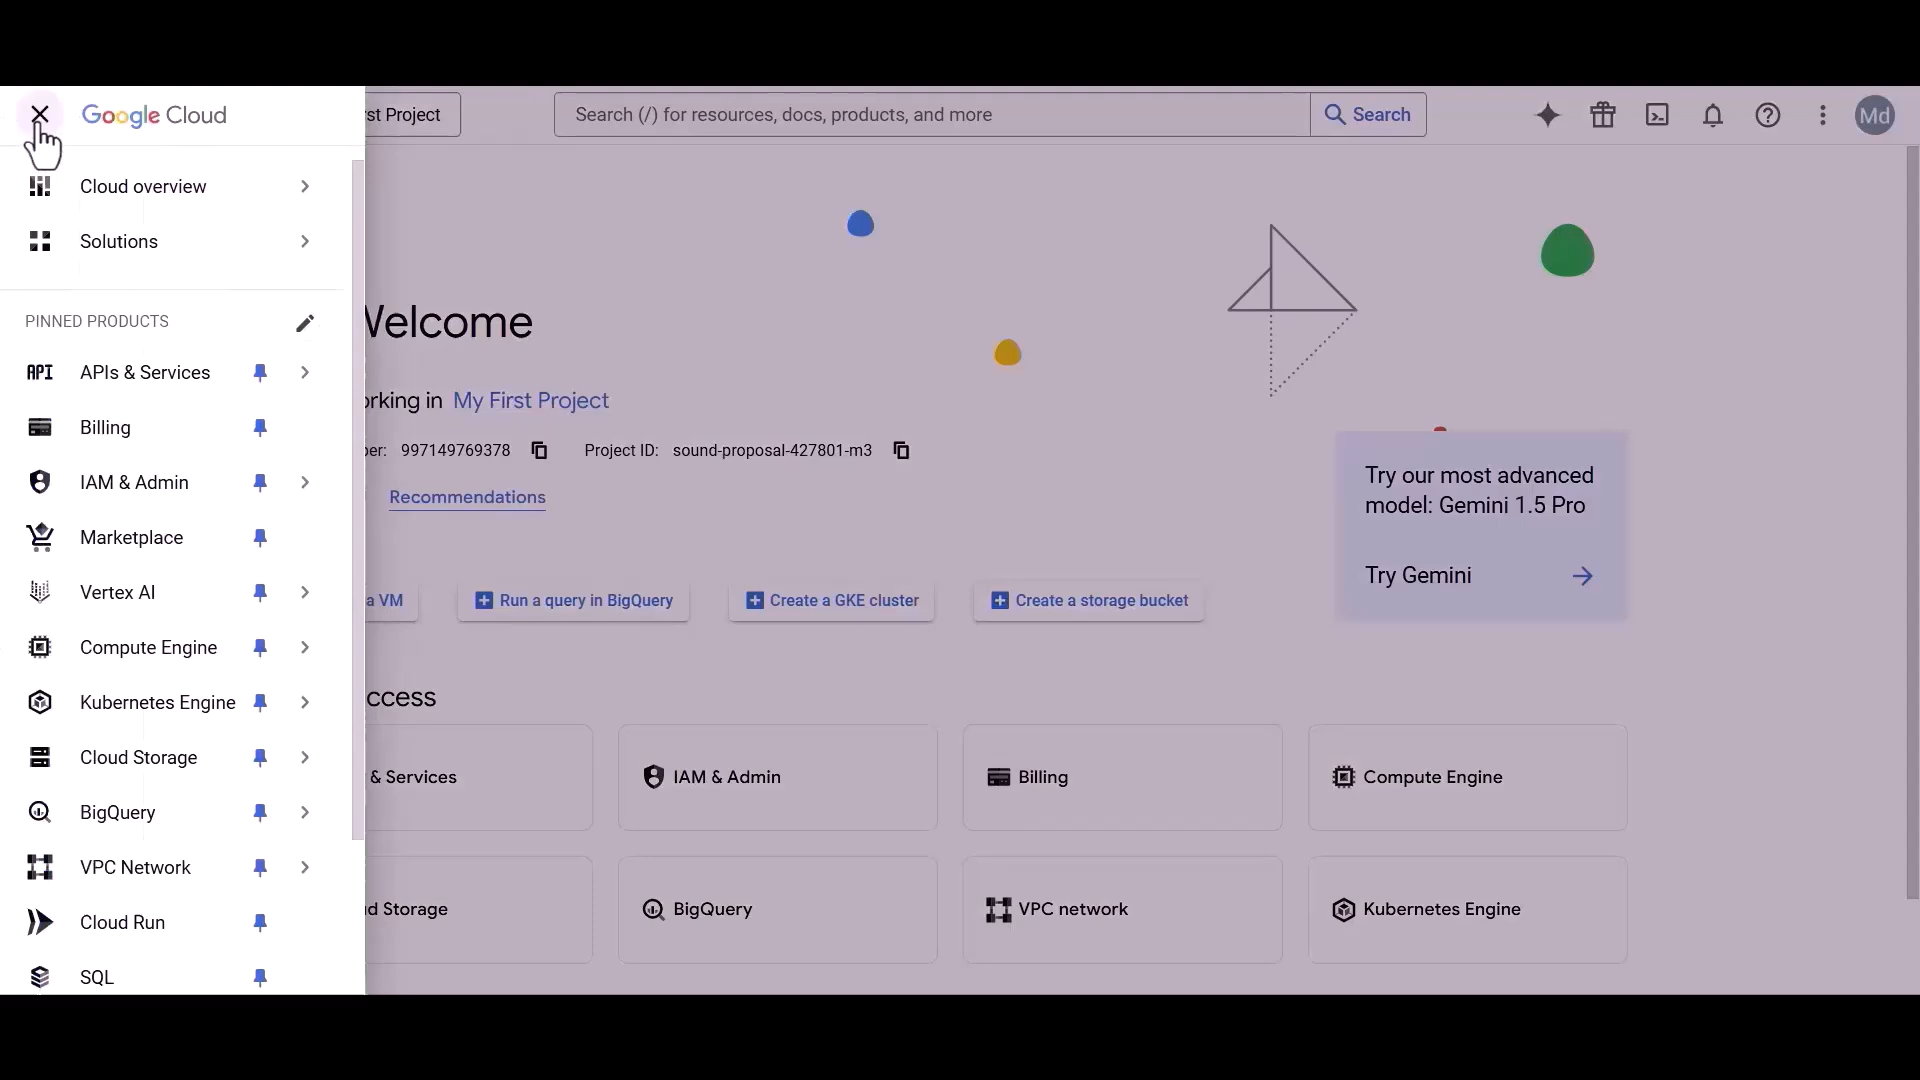 Google Cloud
rst Project
Search (/) for resources, docs, products, and more
Search
Md
Cloud overview
Solutions
PINNED PRODUCTS
API APIs & Services
Billing
IAM & Admin
Marketplace
Vertex AI
Compute Engine
Kubernetes Engine
Cloud Storage
BigQuery
VPC Network
Cloud Run
SQL
Welcome
orking in My First Project
ber: 997149769378 Project ID: sound-proposal-427801-m3
Recommendations
Try our most advanced
model: Gemini 1.5 Pro
Try Gemini
a VM
Run a query in BigQuery
Create a GKE cluster
Create a storage bucket
ccess
& Services
IAM & Admin
Billing
Compute Engine
d Storage
BigQuery
VPC network
Kubernetes Engine